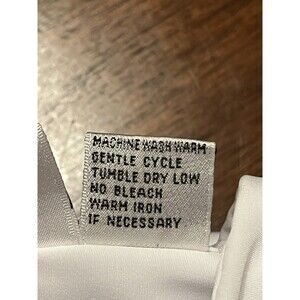 MACHINE WASH WARM
GENTLE CYCLE
TUMBLE DRY LOW
NO BLEACH
WARM IRON
IF NECESSARY